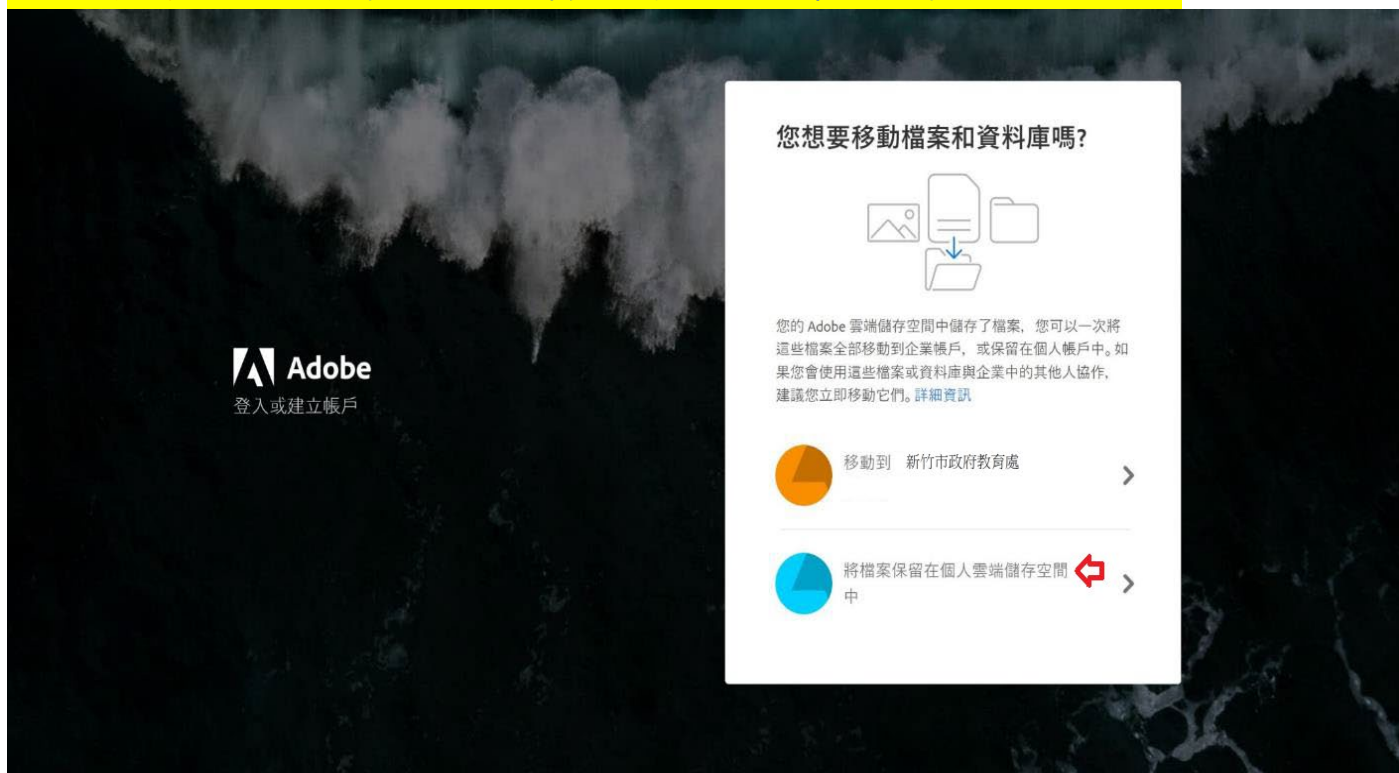 您想要移動檔案和資料庫嗎?
您的 Adobe 雲端儲存空間中儲存了檔案，您可以一次將
這些檔案全部移動到企業帳戶，或保留在個人帳戶中。如
果您會使用這些檔案或資料庫與企業中的其他人協作，
建議您立即移動它們。詳細資訊
Adobe
登入或建立帳戶
移動到 新竹市政府教育處
將檔案保留在個人雲端儲存空間
中